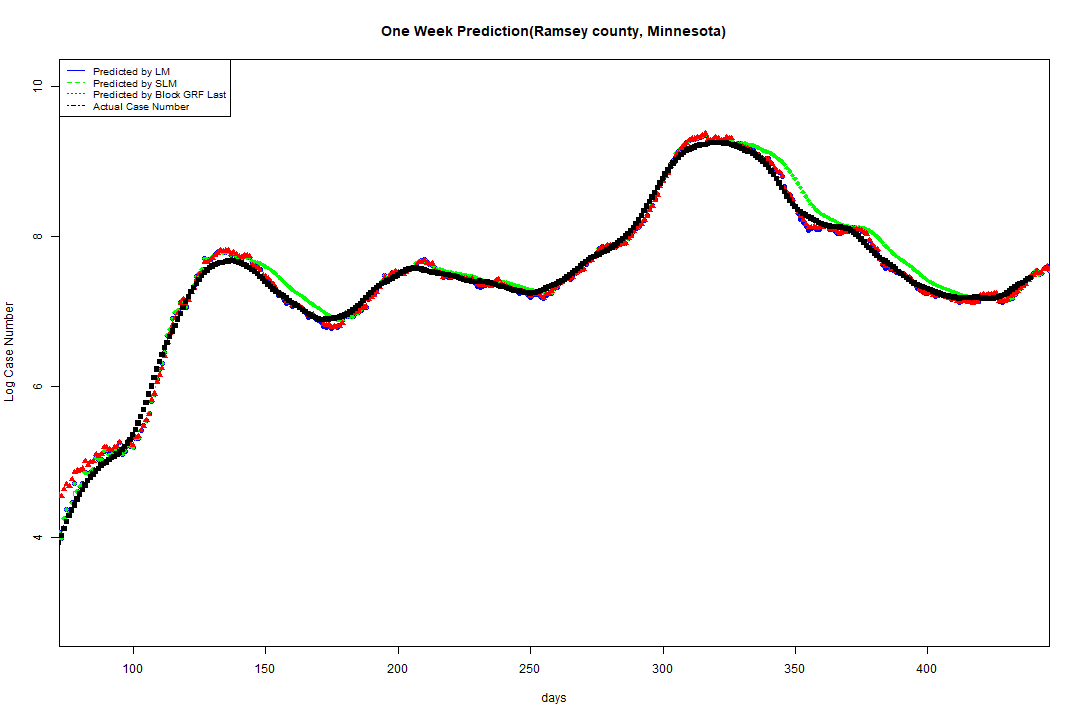 One Week Prediction(Ramsey county, Minnesota)
Predicted by LM
Predicted by SLM
Predicted by Block GRF Last
Actual Case Number
10
8
6
4
Log Case Number
100 150 200 250 300 350 400
days